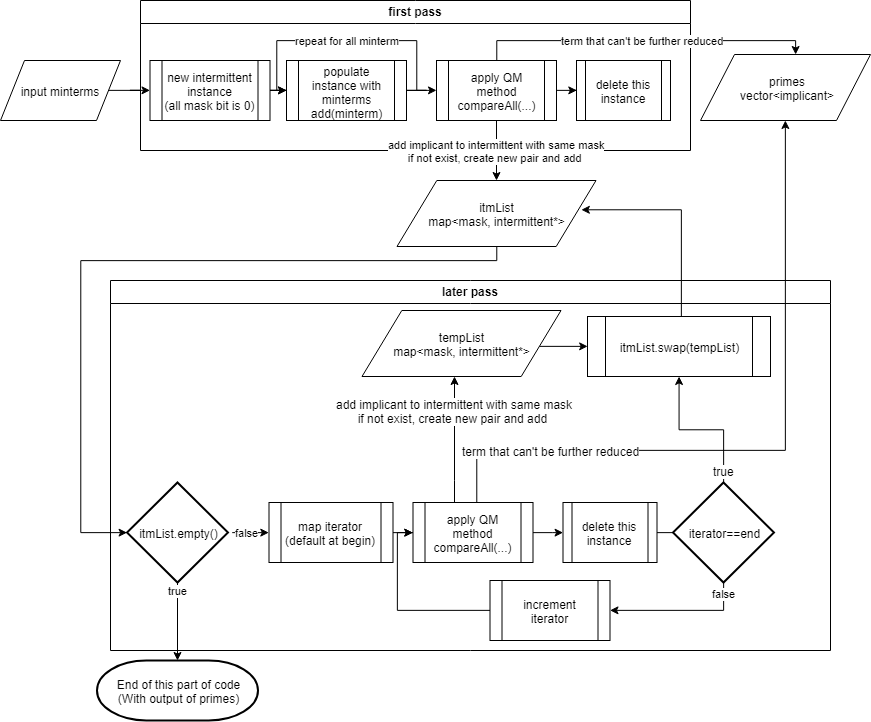 first pass
repeat for all minterm
term that can't be further reduced
input minterms
new intermittent
instance
(all mask bit is 0)
populate
instance with
minterms
add(minterm)
apply QM
method
compareAll(...)
delete this
instance
primes
vector<implicant>
add implicant to intermittent with same mask
if not exist, create new pair and add
itmList
map<mask, intermittent*>
later pass
tempList
map<mask, intermittent*>
itmList.swap(tempList)
add implicant to intermittent with same mask
if not exist, create new pair and add
term that can't be further reduced
true
itmList.empty()
false
map iterator
(default at begin)
apply QM
method
compareAll(...)
delete this
instance
iterator==end
true
false
increment
iterator
End of this part of code
(With output of primes)